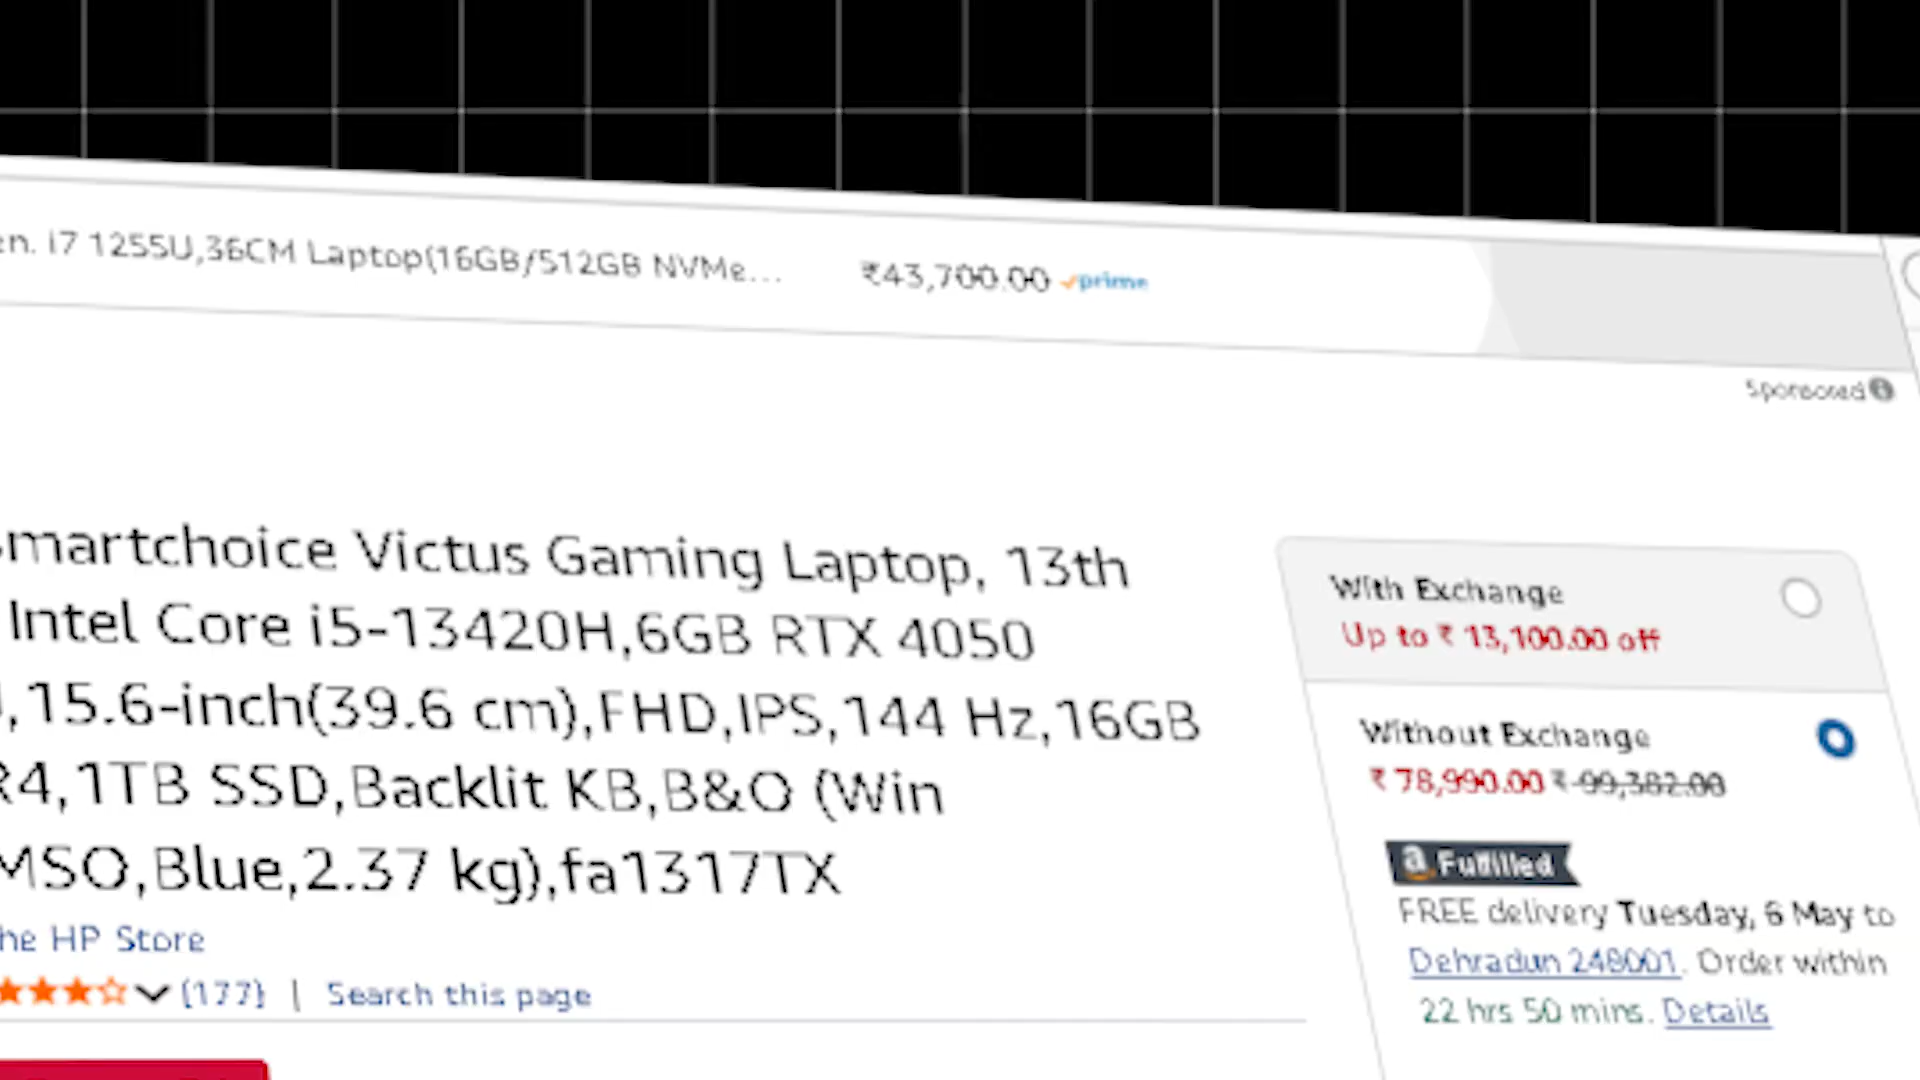 en. i7 1255U,36CM Laptop(16GB/512GB NVMe... ₹43,700.00 prime
Sponsored
Smartchoice Victus Gaming Laptop, 13th
Intel Core i5-13420H,6GB RTX 4050
,15.6-inch(39.6 cm),FHD,IPS,144 Hz,16GB
R4,1TB SSD,Backlit KB,B&O (Win
MSO,Blue,2.37 kg),fa1317TX
he HP Store
(177) | Search this page
With Exchange
Up to ₹ 13,100.00 off
Without Exchange
₹ 78,990.00 ₹ 99,382.00
a Fulfilled
FREE delivery Tuesday, 6 May to
Dehradun 248001. Order within
22 hrs 50 mins. Details